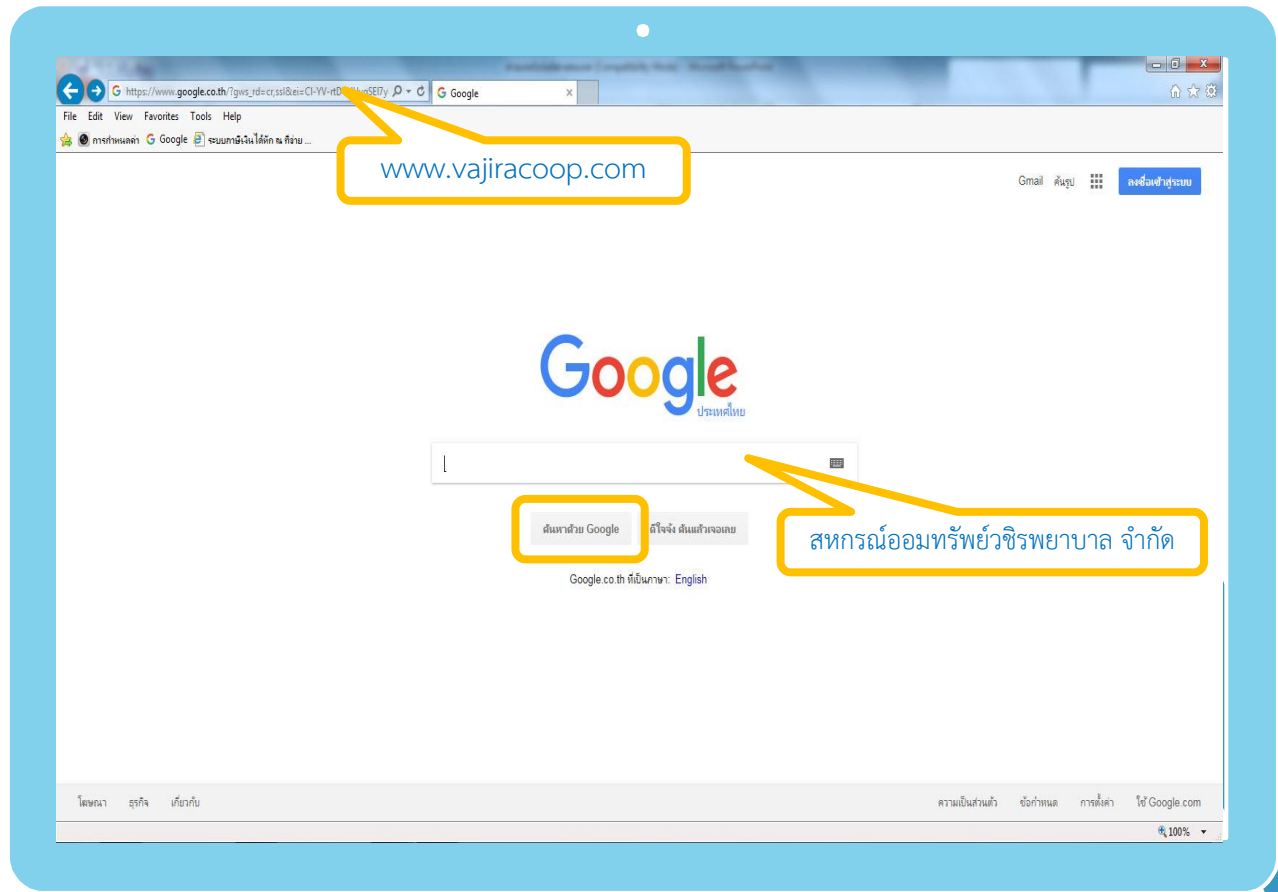 https://www.google.co.th/?gws_rd=cr,ssl&ei=CI-YV-rtD
Google
File Edit View Favorites Tools Help
การกำหนดค่า Google ระบบภาษีเงินได้หัก ณ ที่จ่าย ...
www.vajiracoop.com
Gmail ค้นรูป ลงชื่อเข้าสู่ระบบ
Google
ประเทศไทย
ค้นหาด้วย Google ดีใจจัง ค้นแล้วเจอเลย
สหกรณ์ออมทรัพย์วชิรพยาบาล จำกัด
Google.co.th ที่เป็นภาษา: English
โฆษณา ธุรกิจ เกี่ยวกับ ความเป็นส่วนตัว ข้อกำหนด การตั้งค่า ใช้ Google.com
100%